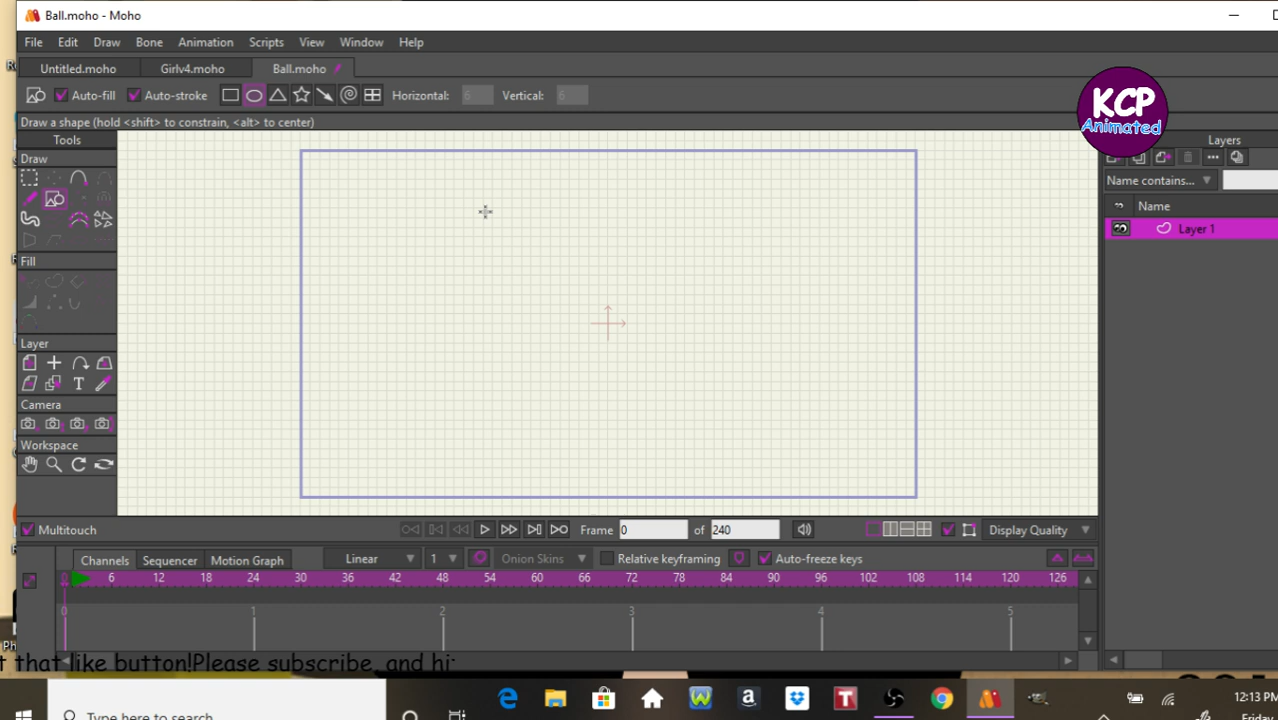 Ball.moho - Moho
File Edit Draw Bone Animation Scripts View Window Help
Untitled.moho Girlv4.moho Ball.moho
Auto-fill Auto-stroke Horizontal: 6 Vertical: 6
KCP
Animated
Draw a shape (hold <shift> to constrain, <alt> to center)
Tools
Layers
Draw
Name contains...
Name
Layer 1
Fill
Layer
T
Camera
Workspace
Multitouch Frame 0 of 240 Display Quality
Channels Sequencer Motion Graph Linear 1 Onion Skins Relative keyframing Auto-freeze keys
0 6 12 18 24 30 36 42 48 54 60 66 72 78 84 90 96 102 108 114 120 126
0 1 2 3 4 5
t that like button!Please subscribe, and hi
Type here to search
12:13 PM
Friday